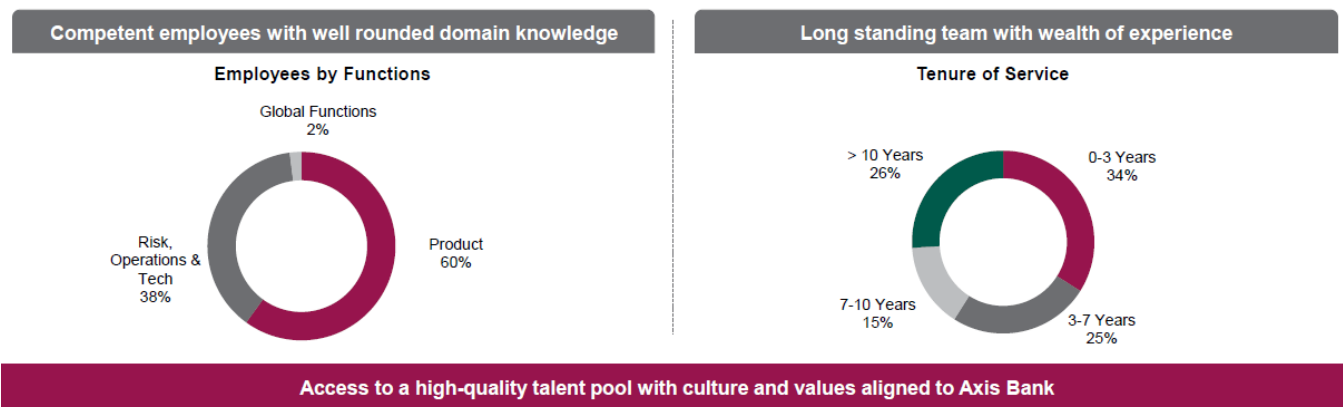 Competent employees with well rounded domain knowledge
Employees by Functions
Global Functions
2%
Risk,
Operations &
Tech
38%
Product
60%
Long standing team with wealth of experience
Tenure of Service
> 10 Years
26%
0-3 Years
34%
7-10 Years
15%
3-7 Years
25%
Access to a high-quality talent pool with culture and values aligned to Axis Bank